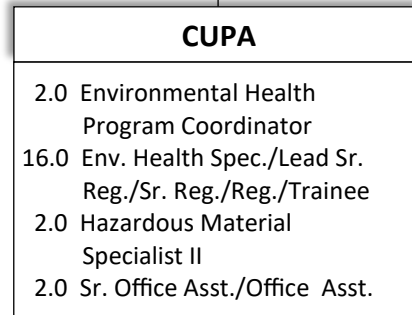 CUPA
2.0 Environmental Health
Program Coordinator
16.0 Env. Health Spec./Lead Sr.
Reg./Sr. Reg./Reg./Trainee
2.0 Hazardous Material
Specialist II
2.0 Sr. Office Asst./Office Asst.